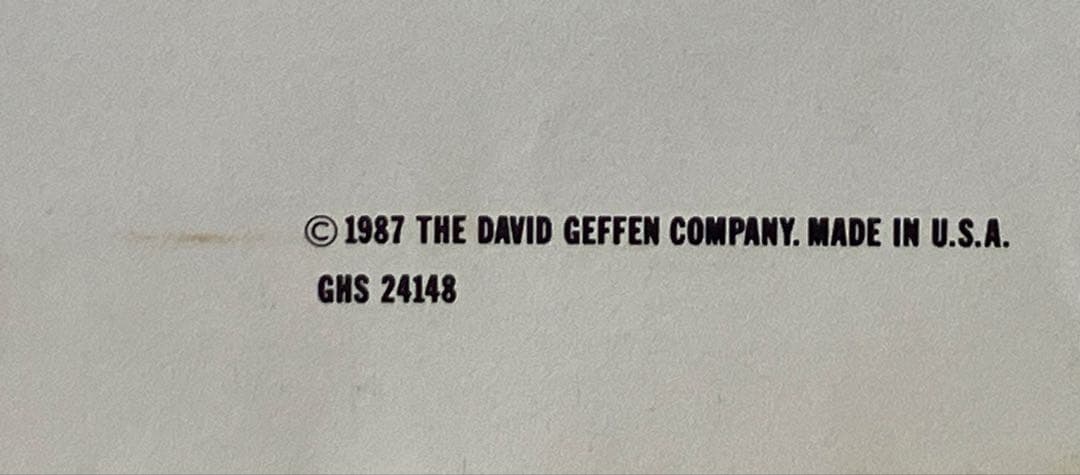 © 1987 THE DAVID GEFFEN COMPANY. MADE IN U.S.A.
GHS 24148